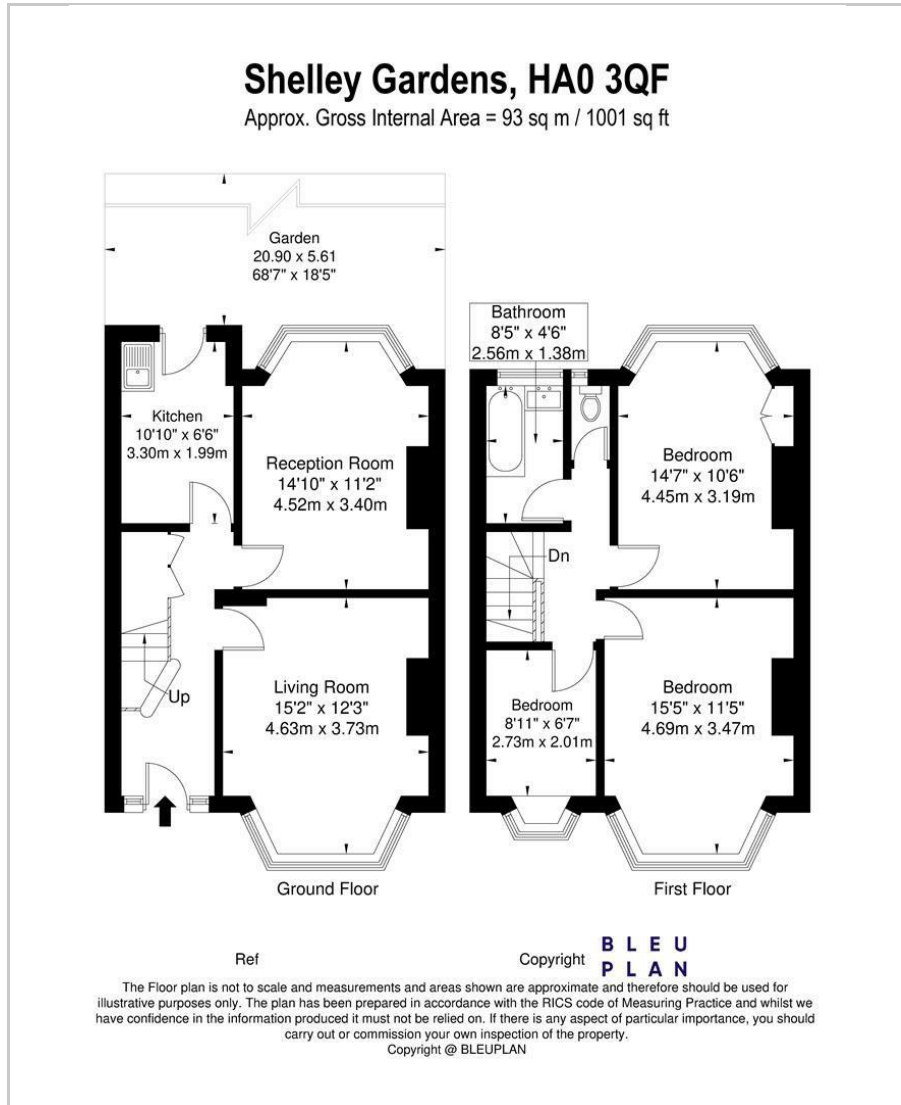 Shelley Gardens, HA0 3QF
Approx. Gross Internal Area = 93 sq m / 1001 sq ft
Garden
20.90 x 5.61
68'7" x 18'5"
Kitchen
10'10" x 6'6"
3.30m x 1.99m
Reception Room
14'10" x 11'2"
4.52m x 3.40m
Up
Living Room
15'2" x 12'3"
4.63m x 3.73m
Ground Floor
Bathroom
8'5" x 4'6"
2.56m x 1.38m
Bedroom
14'7" x 10'6"
4.45m x 3.19m
Dn
Bedroom
8'11" x 6'7"
2.73m x 2.01m
Bedroom
15'5" x 11'5"
4.69m x 3.47m
First Floor
Ref
Copyright
BLEU
PLAN
The Floor plan is not to scale and measurements and areas shown are approximate and therefore should be used for
illustrative purposes only. The plan has been prepared in accordance with the RICS code of Measuring Practice and whilst we
have confidence in the information produced it must not be relied on. If there is any aspect of particular importance, you should
carry out or commission your own inspection of the property.
Copyright @ BLEUPLAN